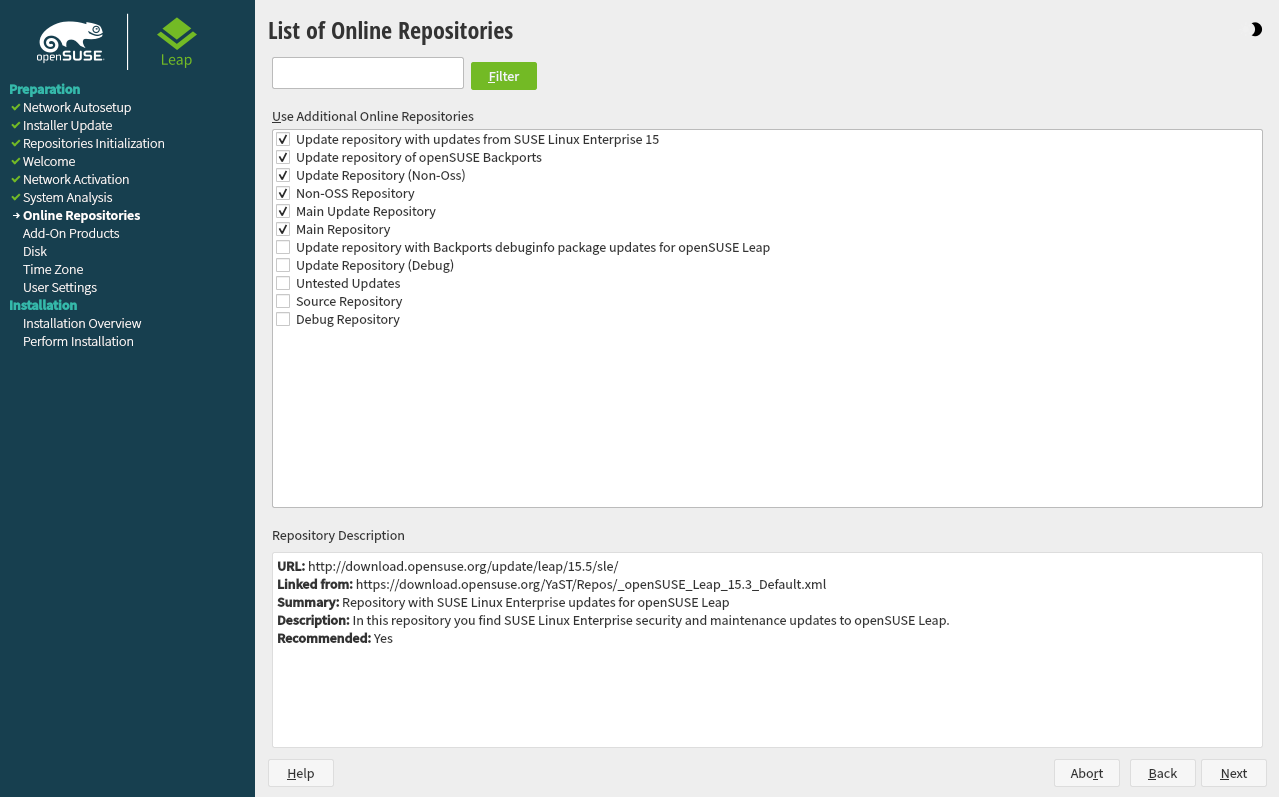 openSUSE
Leap
Preparation
Network Autosetup
Installer Update
Repositories Initialization
Welcome
Network Activation
System Analysis
Online Repositories
Add-On Products
Disk
Time Zone
User Settings
Installation
Installation Overview
Perform Installation
List of Online Repositories
Filter
Use Additional Online Repositories
Update repository with updates from SUSE Linux Enterprise 15
Update repository of openSUSE Backports
Update Repository (Non-Oss)
Non-OSS Repository
Main Update Repository
Main Repository
Update repository with Backports debuginfo package updates for openSUSE Leap
Update Repository (Debug)
Untested Updates
Source Repository
Debug Repository
Repository Description
URL: http://download.opensuse.org/update/leap/15.5/sle/
Linked from: https://download.opensuse.org/YaST/Repos/_openSUSE_Leap_15.3_Default.xml
Summary: Repository with SUSE Linux Enterprise updates for openSUSE Leap
Description: In this repository you find SUSE Linux Enterprise security and maintenance updates to openSUSE Leap.
Recommended: Yes
Help
Abort
Back
Next